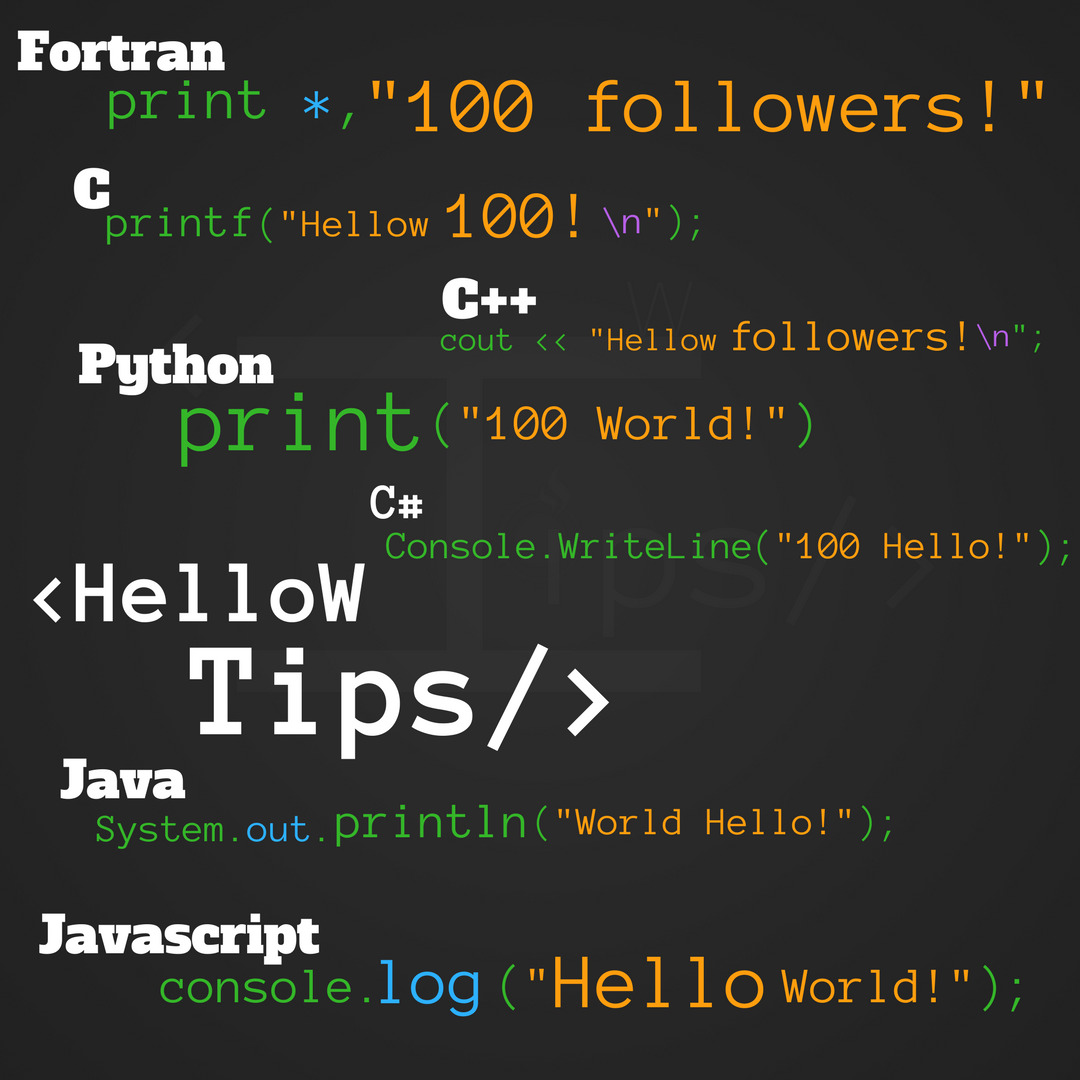 Fortran
print *,"100 followers!"
C
printf("Hellow 100! \n");
C++
cout << "Hellow followers!\n";
Python
print("100 World!")
C#
Console.WriteLine("100 Hello!");
<HelloW
Tips/>
Java
System.out.println("World Hello!");
Javascript
console.log("Hello World!");